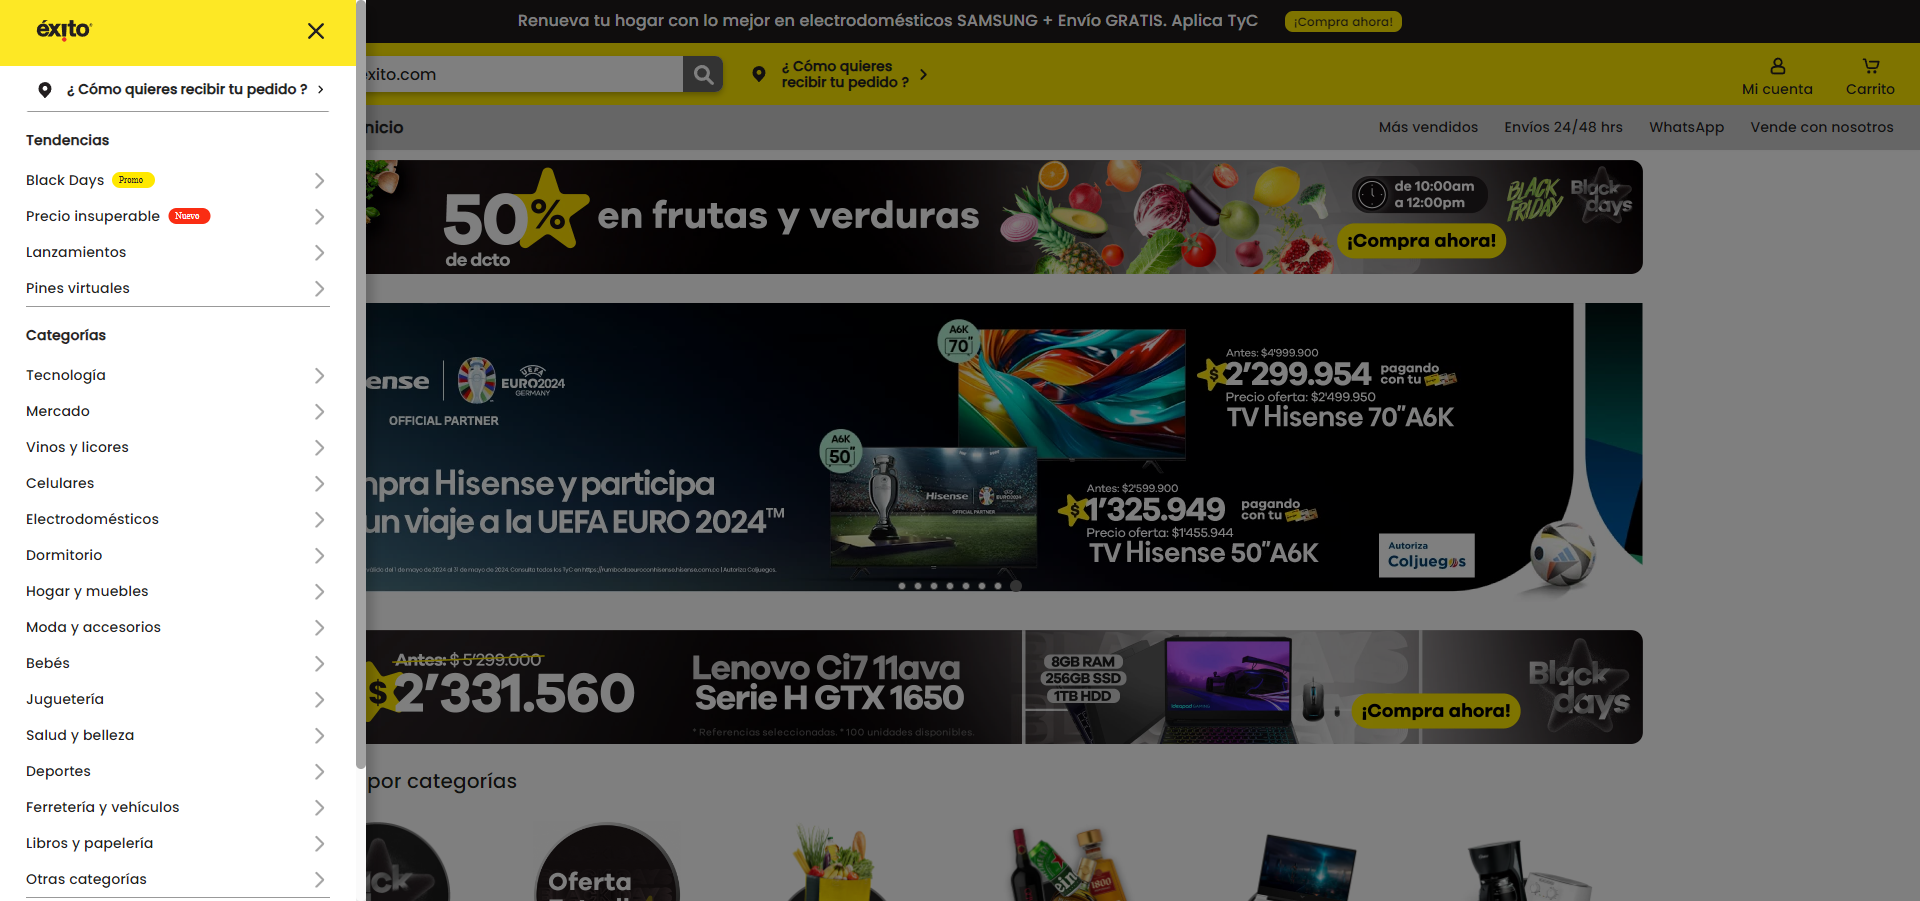 éxito
¿ Cómo quieres recibir tu pedido ?
Tendencias
Black Days Promo
Precio insuperable Nuevo
Lanzamientos
Pines virtuales
Categorías
Tecnología
Mercado
Vinos y licores
Celulares
Electrodomésticos
Dormitorio
Hogar y muebles
Moda y accesorios
Bebés
Juguetería
Salud y belleza
Deportes
Ferretería y vehículos
Libros y papelería
Otras categorías
Renueva tu hogar con lo mejor en electrodomésticos SAMSUNG + Envío GRATIS. Aplica TyC
¡Compra ahora!
xito.com
¿ Cómo quieres
recibir tu pedido ?
Mi cuenta
Carrito
nicio
Más vendidos
Envíos 24/48 hrs
WhatsApp
Vende con nosotros
50%
de dcto
en frutas y verduras
de 10:00am
a 12:00pm
¡Compra ahora!
BLACK
FRIDAY
Black
days
ense
UEFA
EURO2024
GERMANY
OFFICIAL PARTNER
mpra Hisense y participa
un viaje a la UEFA EURO 2024™
A6K
70"
A6K
50"
Hisense
EURO2024
OFFICIAL PARTNER
Antes: $4'999.900
$2'299.954 pagando
con tu
Precio oferta: $2'499.950
TV Hisense 70"A6K
Antes: $2'599.900
$1'325.949 pagando
con tu
Precio oferta: $1'455.944
TV Hisense 50"A6K
Autoriza
Coljuegos
Antes: $ 5'299.000
$2'331.560
Lenovo Ci7 11ava
Serie H GTX 1650
* Referencias seleccionadas. * 100 unidades disponibles.
8GB RAM
256GB SSD
1TB HDD
¡Compra ahora!
Black
days
por categorías
ck
Oferta
1800